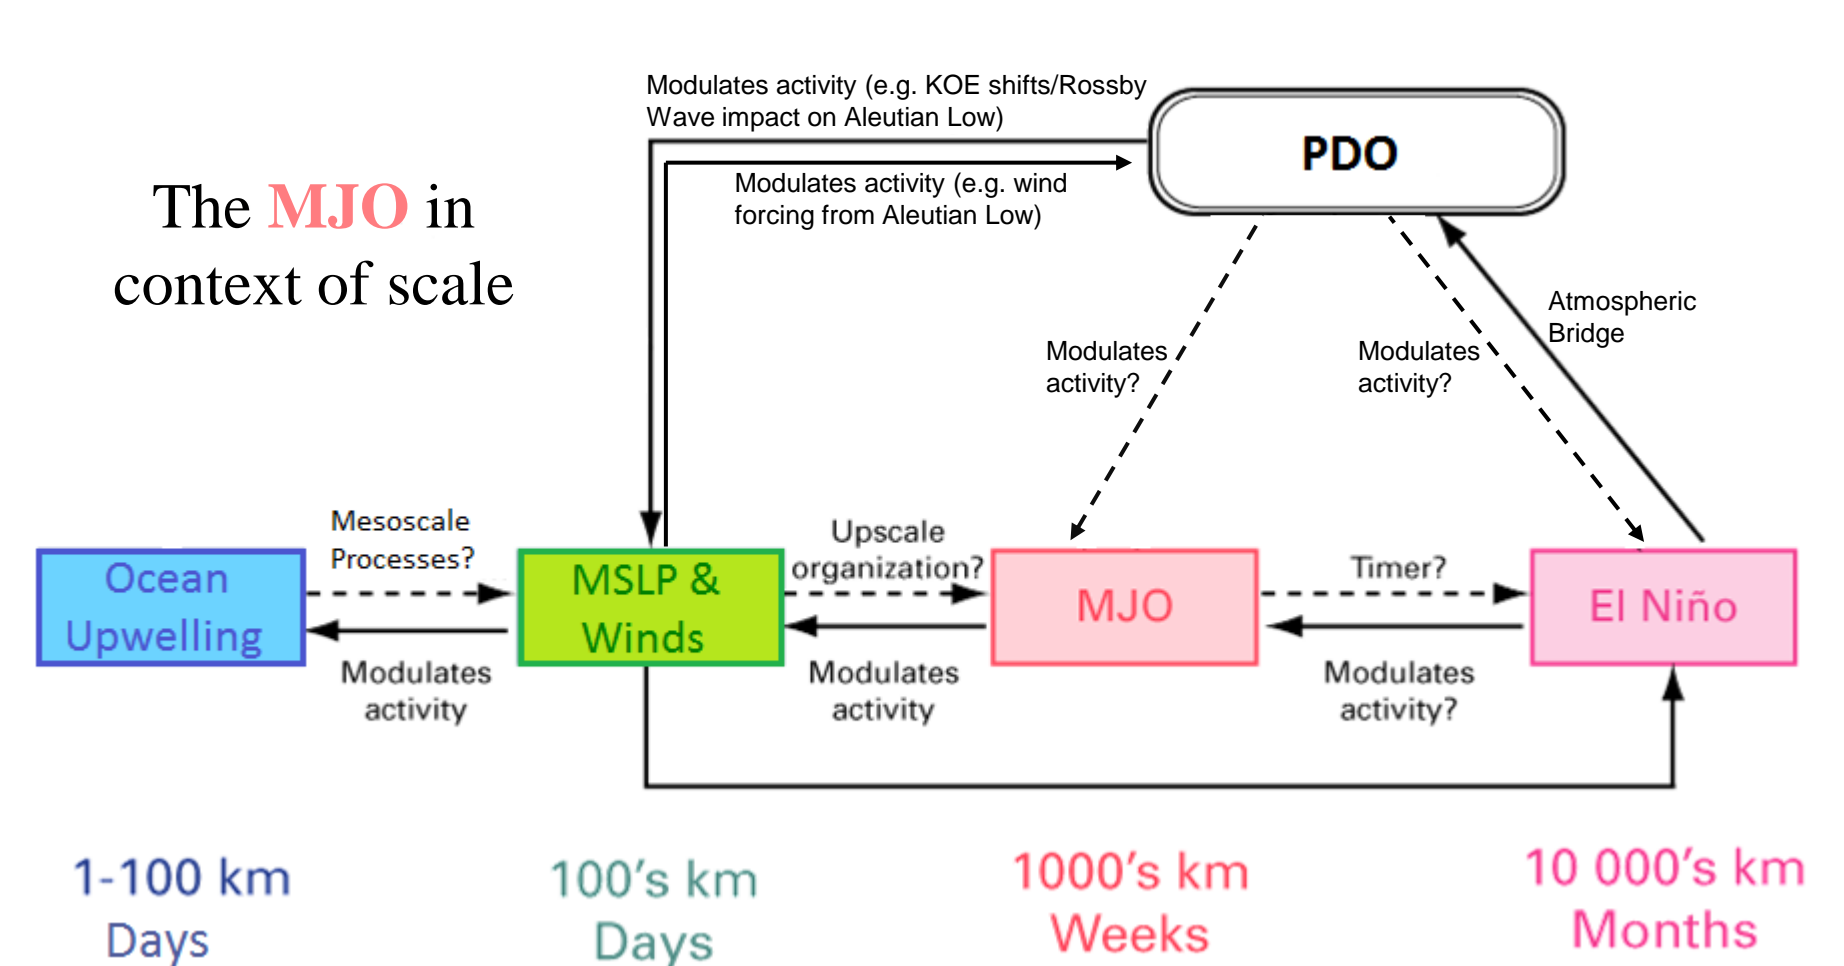 Modulates activity (e.g. KOE shifts/Rossby
Wave impact on Aleutian Low)
PDO
Modulates activity (e.g. wind
forcing from Aleutian Low)
The MJO in
context of scale
Atmospheric
Bridge
Modulates
activity?
Modulates
activity?
Mesoscale
Processes?
Upscale
organization?
Timer?
Ocean
Upwelling
MSLP &
Winds
MJO
El Niño
Modulates
activity
Modulates
activity
Modulates
activity?
1-100 km
Days
100's km
Days
1000's km
Weeks
10 000's km
Months